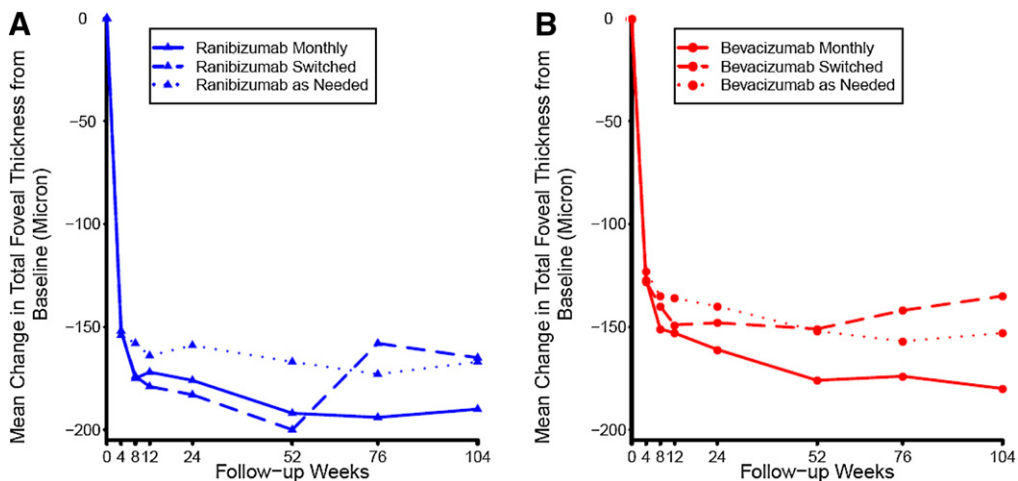 A
Mean Change in Total Foveal Thickness from
Baseline (Micron)
0
−50
−100
−150
−200
Ranibizumab Monthly
Ranibizumab Switched
Ranibizumab as Needed
0 4 8 12 24 52 76 104
Follow−up Weeks
B
Mean Change in Total Foveal Thickness from
Baseline (Micron)
0
−50
−100
−150
−200
Bevacizumab Monthly
Bevacizumab Switched
Bevacizumab as Needed
0 4 8 12 24 52 76 104
Follow−up Weeks